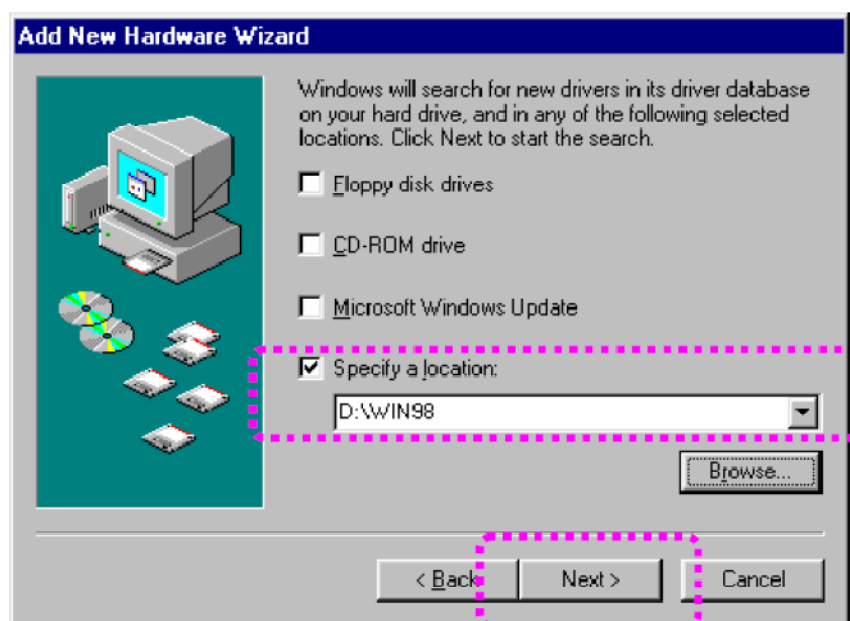 Add New Hardware Wizard
Windows will search for new drivers in its driver database
on your hard drive, and in any of the following selected
locations. Click Next to start the search.
Floppy disk drives
CD-ROM drive
Microsoft Windows Update
Specify a location:
D:\WIN98
Browse...
< Back Next > Cancel